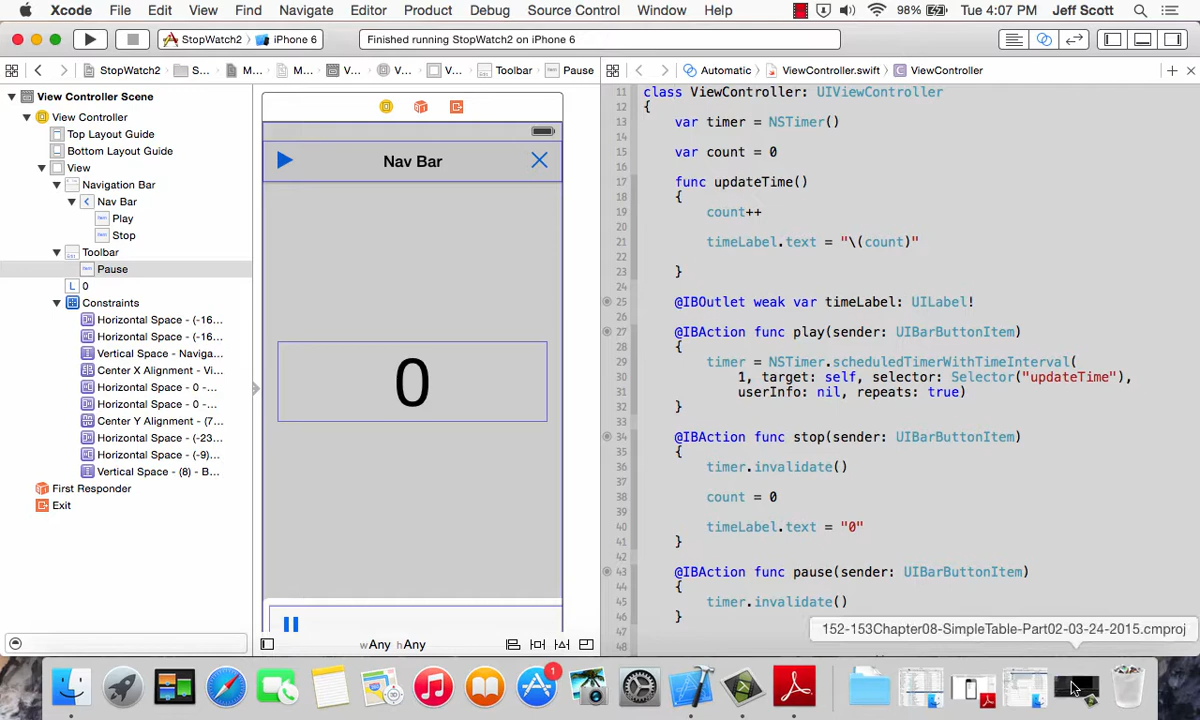 Xcode File Edit View Find Navigate Editor Product Debug Source Control Window 98% Tue 4:07 PM Jeff Scott
StopWatch2 iPhone 6 Finished running StopWatch2 on iPhone 6
StopWatch2 S... M... M... V... V... V... Toolbar Pause Automatic ViewController.swift ViewController
View Controller Scene
View Controller
Top Layout Guide
Bottom Layout Guide
View
Navigation Bar
Nav Bar
Play
Stop
Toolbar
Pause
L 0
Constraints
Horizontal Space - (-16...
Horizontal Space - (-16...
Vertical Space - Naviga...
Center X Alignment - Vi...
Horizontal Space - 0 -...
Horizontal Space - 0 -...
Center Y Alignment - (7...
Horizontal Space - (-23...
Horizontal Space - (-9)...
Vertical Space - (8) - B...
First Responder
Exit
Nav Bar
0
wAny hAny
11 class ViewController: UIViewController
12 {
13 var timer = NSTimer()
14
15 var count = 0
16
17 func updateTime()
18 {
19 count++
20
21 timeLabel.text = "\(count)"
22
23 }
24
25 @IBOutlet weak var timeLabel: UILabel!
26
27 @IBAction func play(sender: UIBarButtonItem)
28 {
29 timer = NSTimer.scheduledTimerWithTimeInterval(
30 1, target: self, selector: Selector("updateTime"),
31 userInfo: nil, repeats: true)
32 }
33
34 @IBAction func stop(sender: UIBarButtonItem)
35 {
36 timer.invalidate()
37
38 count = 0
39
40 timeLabel.text = "0"
41 }
42
43 @IBAction func pause(sender: UIBarButtonItem)
44 {
45 timer.invalidate()
46 }
47
48
152-153Chapter08-SimpleTable-Part02-03-24-2015.cmproj
1